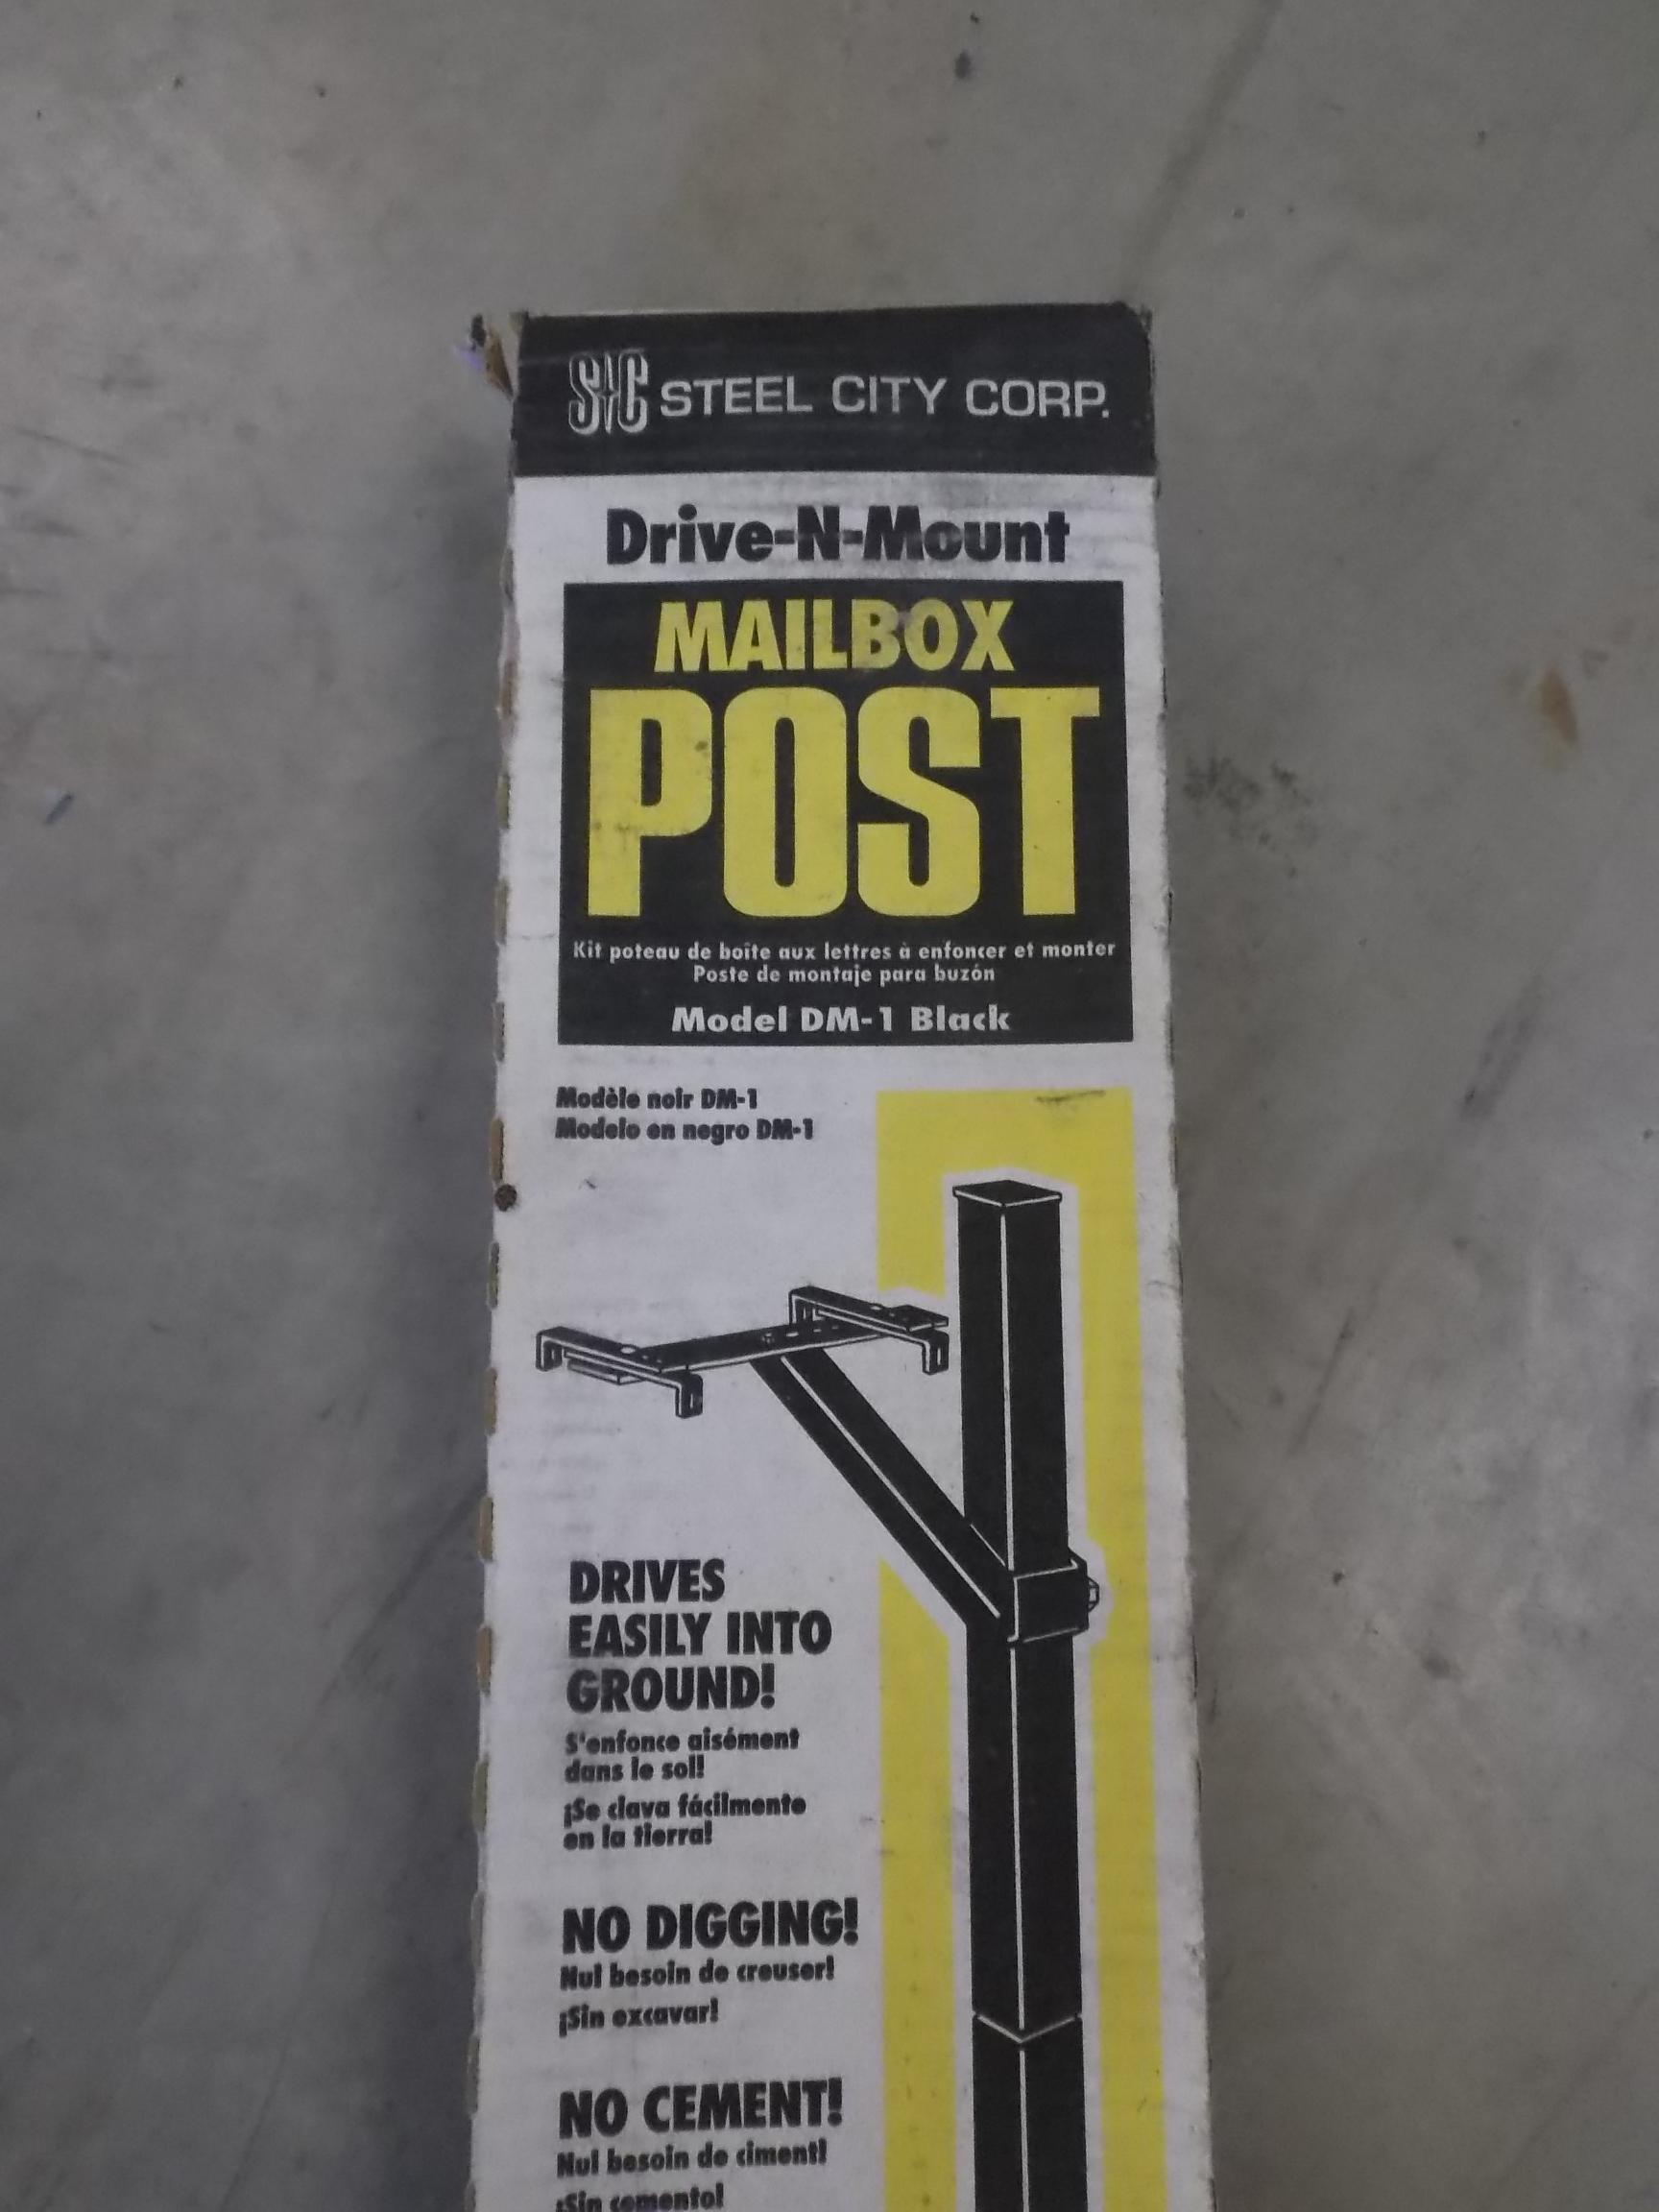 SCC STEEL CITY CORP.
Drive-N-Mount
MAILBOX
POST
Kit poteau de boîte aux lettres à enfoncer et monter
Poste de montaje para buzón
Model DM-1 Black
Modèle noir DM-1
Modelo en negro DM-1
DRIVES
EASILY INTO
GROUND!
S'enfonce aisément
dans le sol!
¡Se clava fácilmente
en la tierra!
NO DIGGING!
Nul besoin de creuser!
¡Sin excavar!
NO CEMENT!
Nul besoin de ciment!
¡Sin cemento!